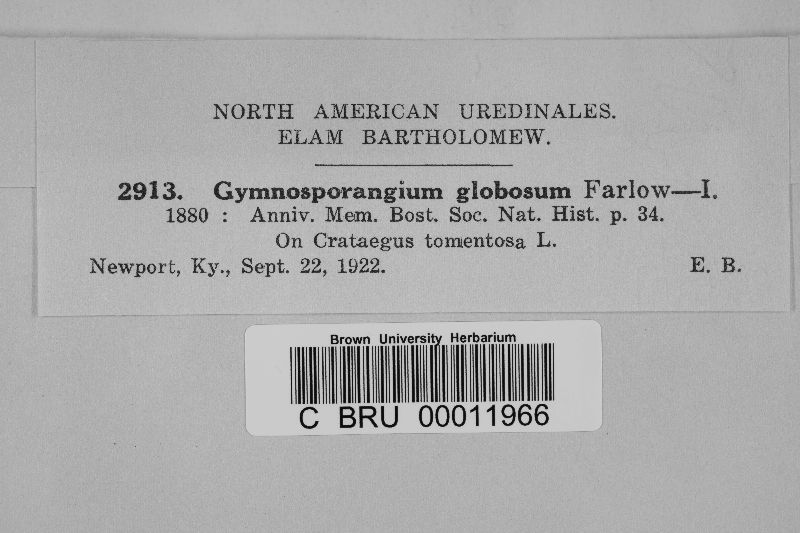 NORTH AMERICAN UREDINALES.
ELAM BARTHOLOMEW.
2913. Gymnosporangium globosum Farlow—I.
1880 : Anniv. Mem. Bost. Soc. Nat. Hist. p. 34.
On Crataegus tomentosa L.
Newport, Ky., Sept. 22, 1922. E. B.
Brown University Herbarium
C BRU 00011966